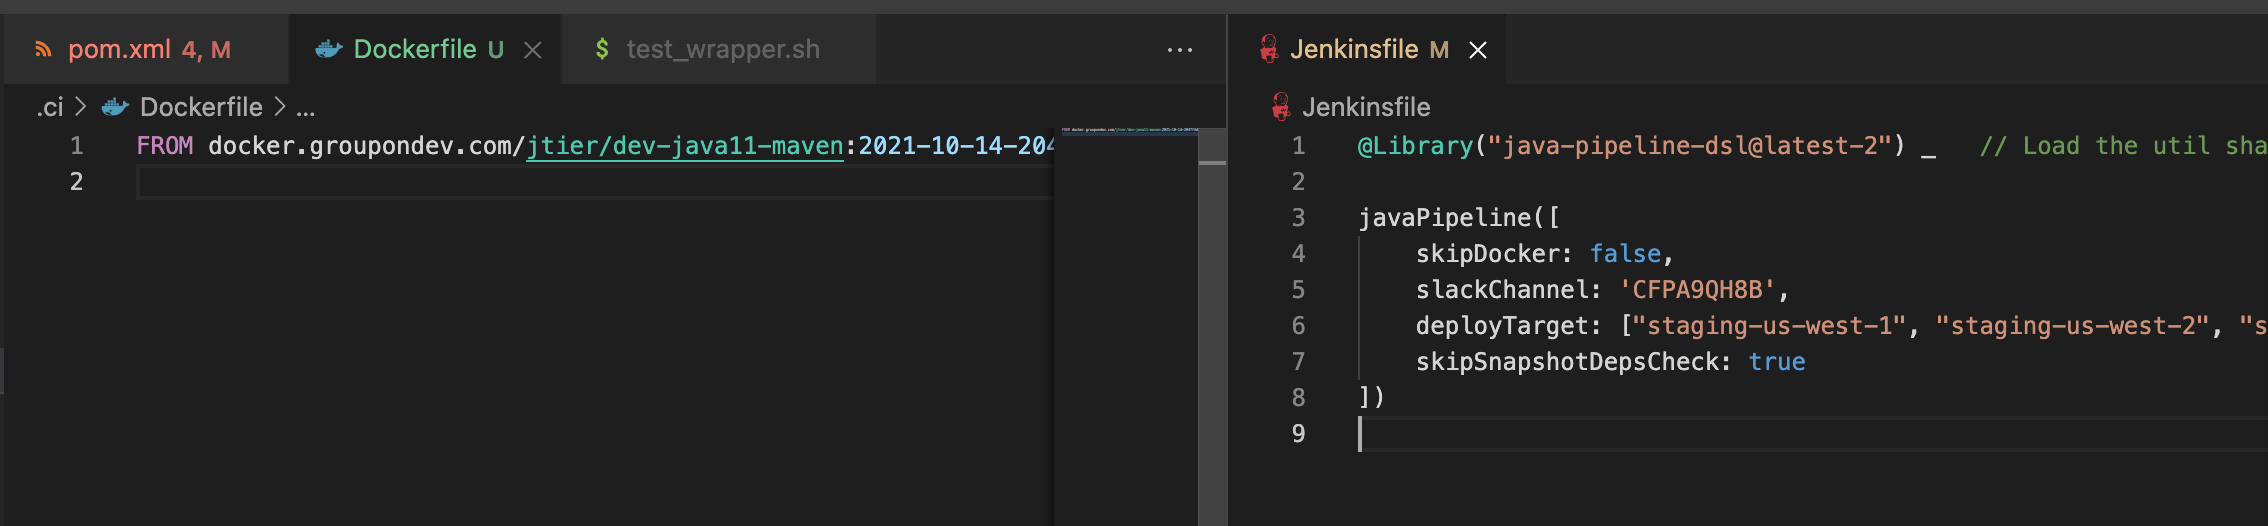 pom.xml 4, M
Dockerfile U
$ test_wrapper.sh
...
.ci > Dockerfile > ...
1 FROM docker.groupondev.com/jtier/dev-java11-maven:2021-10-14-204
2
Jenkinsfile M
Jenkinsfile
1 @Library("java-pipeline-dsl@latest-2") _ // Load the util sha
2
3 javaPipeline([
4 skipDocker: false,
5 slackChannel: 'CFPA9QH8B',
6 deployTarget: ["staging-us-west-1", "staging-us-west-2", "s
7 skipSnapshotDepsCheck: true
8 ])
9